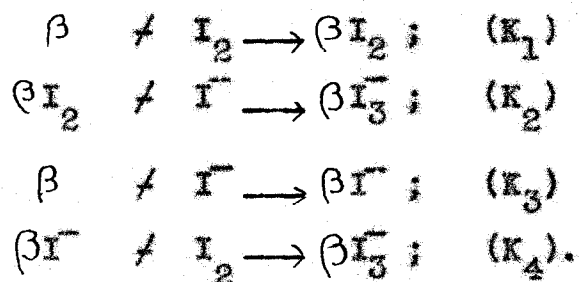 β ≠ I₂ ⟶ βI₂ ; (K₁)
βI₂ ≠ I⁻ ⟶ βI₃⁻ ; (K₂)
β ≠ I⁻ ⟶ βI⁻ ; (K₃)
βI⁻ ≠ I₂ ⟶ βI₃⁻ ; (K₄).